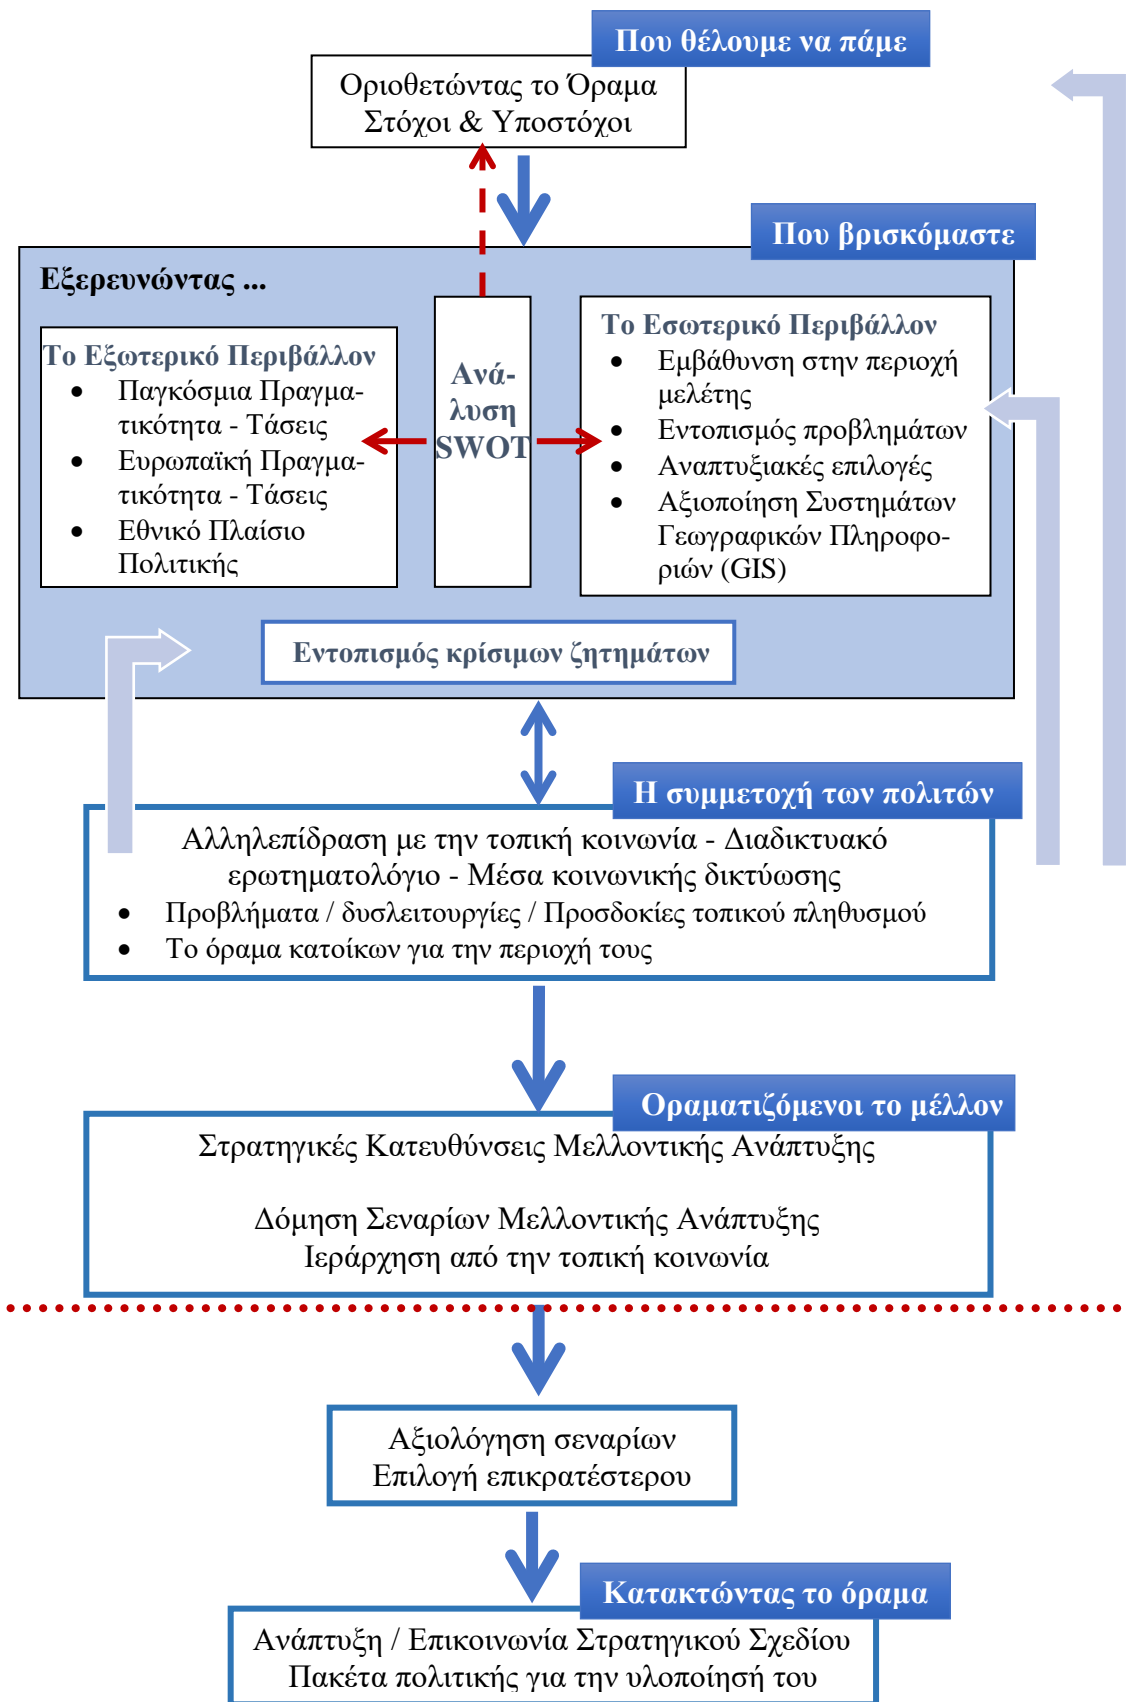 Που θέλουμε να πάμε
Οριοθετώντας το Όραμα
Στόχοι & Υποστόχοι
Που βρισκόμαστε
Εξερευνώντας ...
Το Εξωτερικό Περιβάλλον
• Παγκόσμια Πραγμα-
τικότητα - Τάσεις
• Ευρωπαϊκή Πραγμα-
τικότητα - Τάσεις
• Εθνικό Πλαίσιο
Πολιτικής
Ανά-
λυση
SWOT
Το Εσωτερικό Περιβάλλον
• Εμβάθυνση στην περιοχή
μελέτης
• Εντοπισμός προβλημάτων
• Αναπτυξιακές επιλογές
• Αξιοποίηση Συστημάτων
Γεωγραφικών Πληροφο-
ριών (GIS)
Εντοπισμός κρίσιμων ζητημάτων
Η συμμετοχή των πολιτών
Αλληλεπίδραση με την τοπική κοινωνία - Διαδικτυακό
ερωτηματολόγιο - Μέσα κοινωνικής δικτύωσης
• Προβλήματα / δυσλειτουργίες / Προσδοκίες τοπικού πληθυσμού
• Το όραμα κατοίκων για την περιοχή τους
Οραματιζόμενοι το μέλλον
Στρατηγικές Κατευθύνσεις Μελλοντικής Ανάπτυξης
Δόμηση Σεναρίων Μελλοντικής Ανάπτυξης
Ιεράρχηση από την τοπική κοινωνία
Αξιολόγηση σεναρίων
Επιλογή επικρατέστερου
Κατακτώντας το όραμα
Ανάπτυξη / Επικοινωνία Στρατηγικού Σχεδίου
Πακέτα πολιτικής για την υλοποίησή του